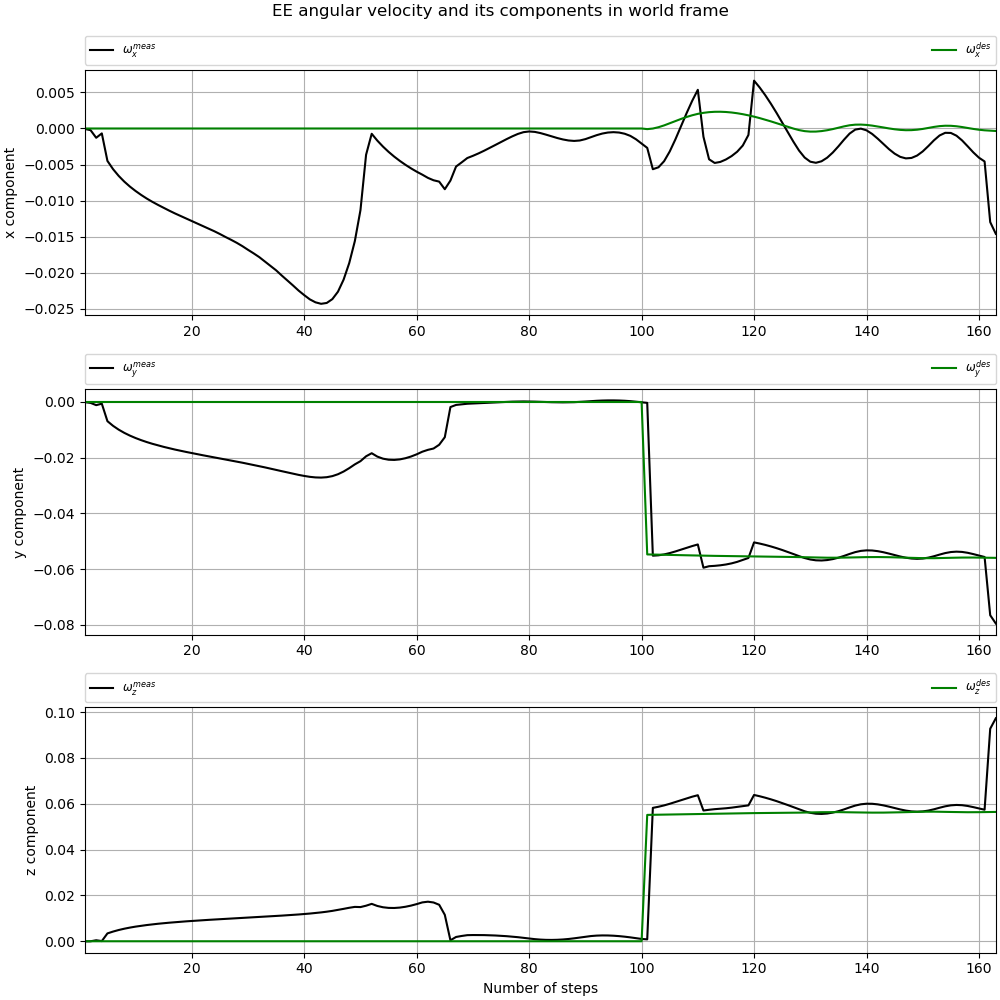 EE angular velocity and its components in world frame
ω_x^meas ω_x^des
0.005
0.000
−0.005
−0.010
−0.015
−0.020
−0.025
x component
20 40 60 80 100 120 140 160
ω_y^meas ω_y^des
0.00
−0.02
−0.04
−0.06
−0.08
y component
20 40 60 80 100 120 140 160
ω_z^meas ω_z^des
0.10
0.08
0.06
0.04
0.02
0.00
z component
20 40 60 80 100 120 140 160
Number of steps